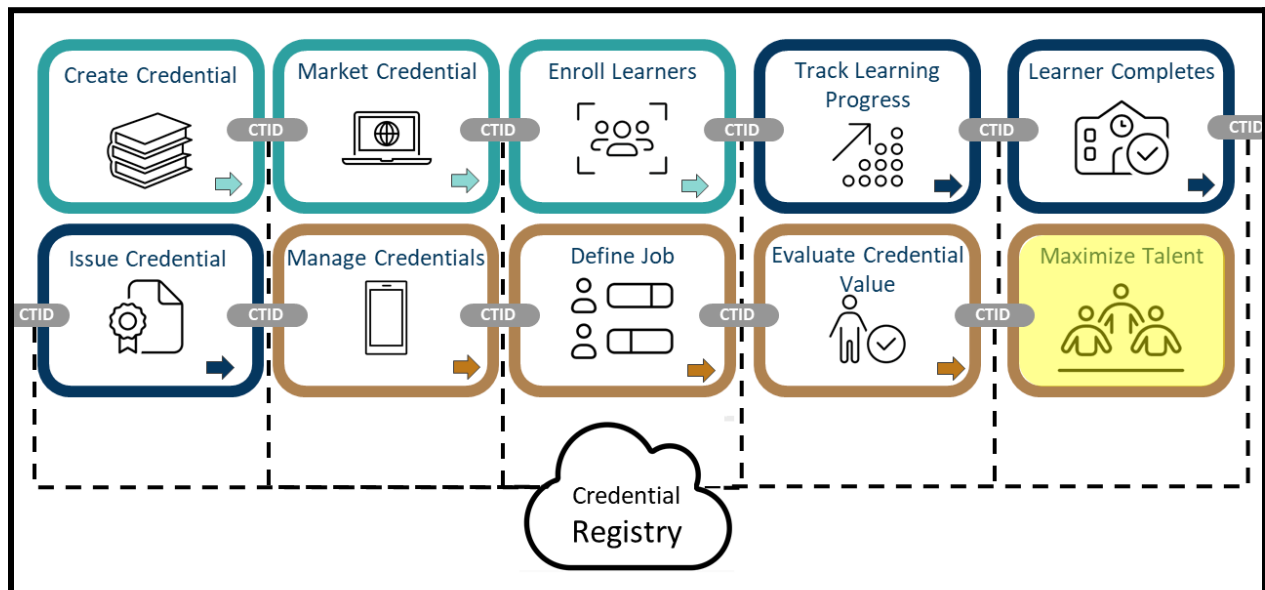 Create Credential
Market Credential
Enroll Learners
Track Learning
Progress
Learner Completes
CTID
CTID
CTID
CTID
CTID
Issue Credential
Manage Credentials
Define Job
Evaluate Credential
Value
Maximize Talent
CTID
CTID
CTID
CTID
CTID
Credential
Registry